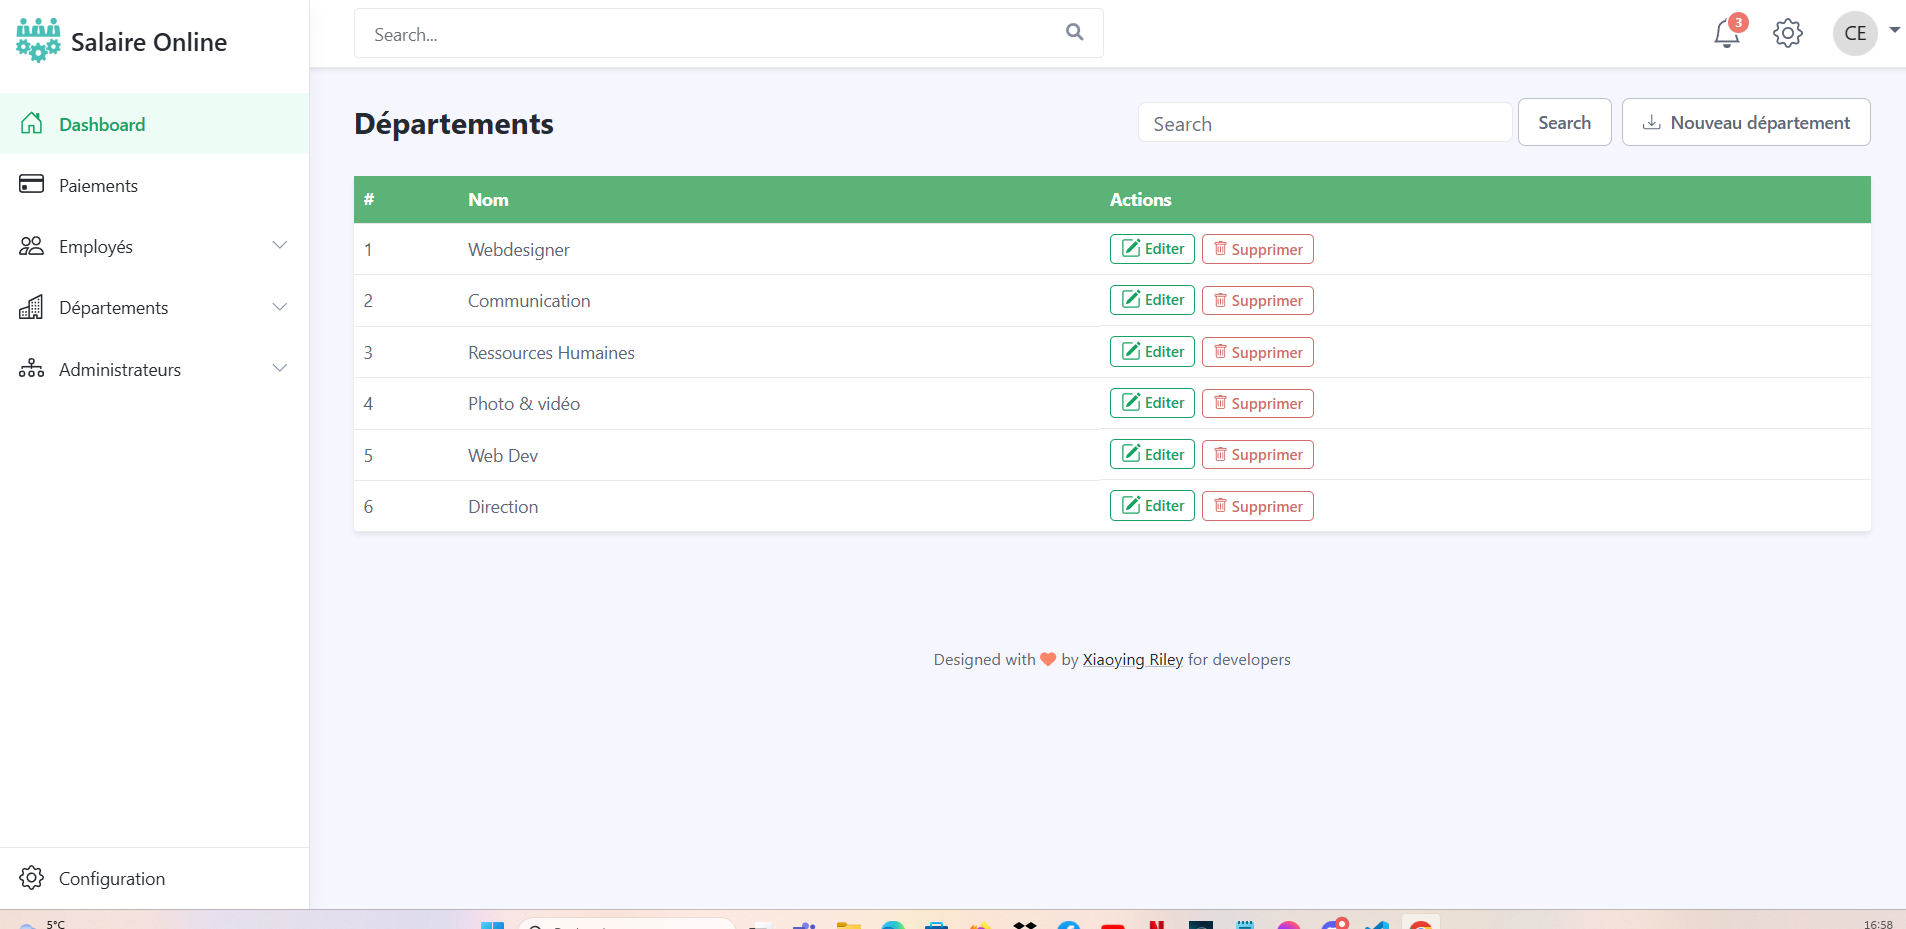 Salaire Online
Search...
3
CE
Dashboard
Paiements
Employés
Départements
Administrateurs
Configuration
Départements
Search
Search
Nouveau département
# Nom Actions
1 Webdesigner Editer Supprimer
2 Communication Editer Supprimer
3 Ressources Humaines Editer Supprimer
4 Photo & vidéo Editer Supprimer
5 Web Dev Editer Supprimer
6 Direction Editer Supprimer
Designed with by Xiaoying Riley for developers
5°C
16:58